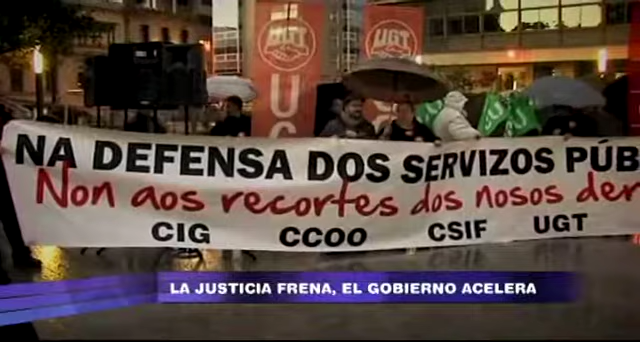 UGT
UGT
NA DEFENSA DOS SERVIZOS PÚB
Non aos recortes dos nosos der
CIG CCOO CSIF UGT
LA JUSTICIA FRENA, EL GOBIERNO ACELERA